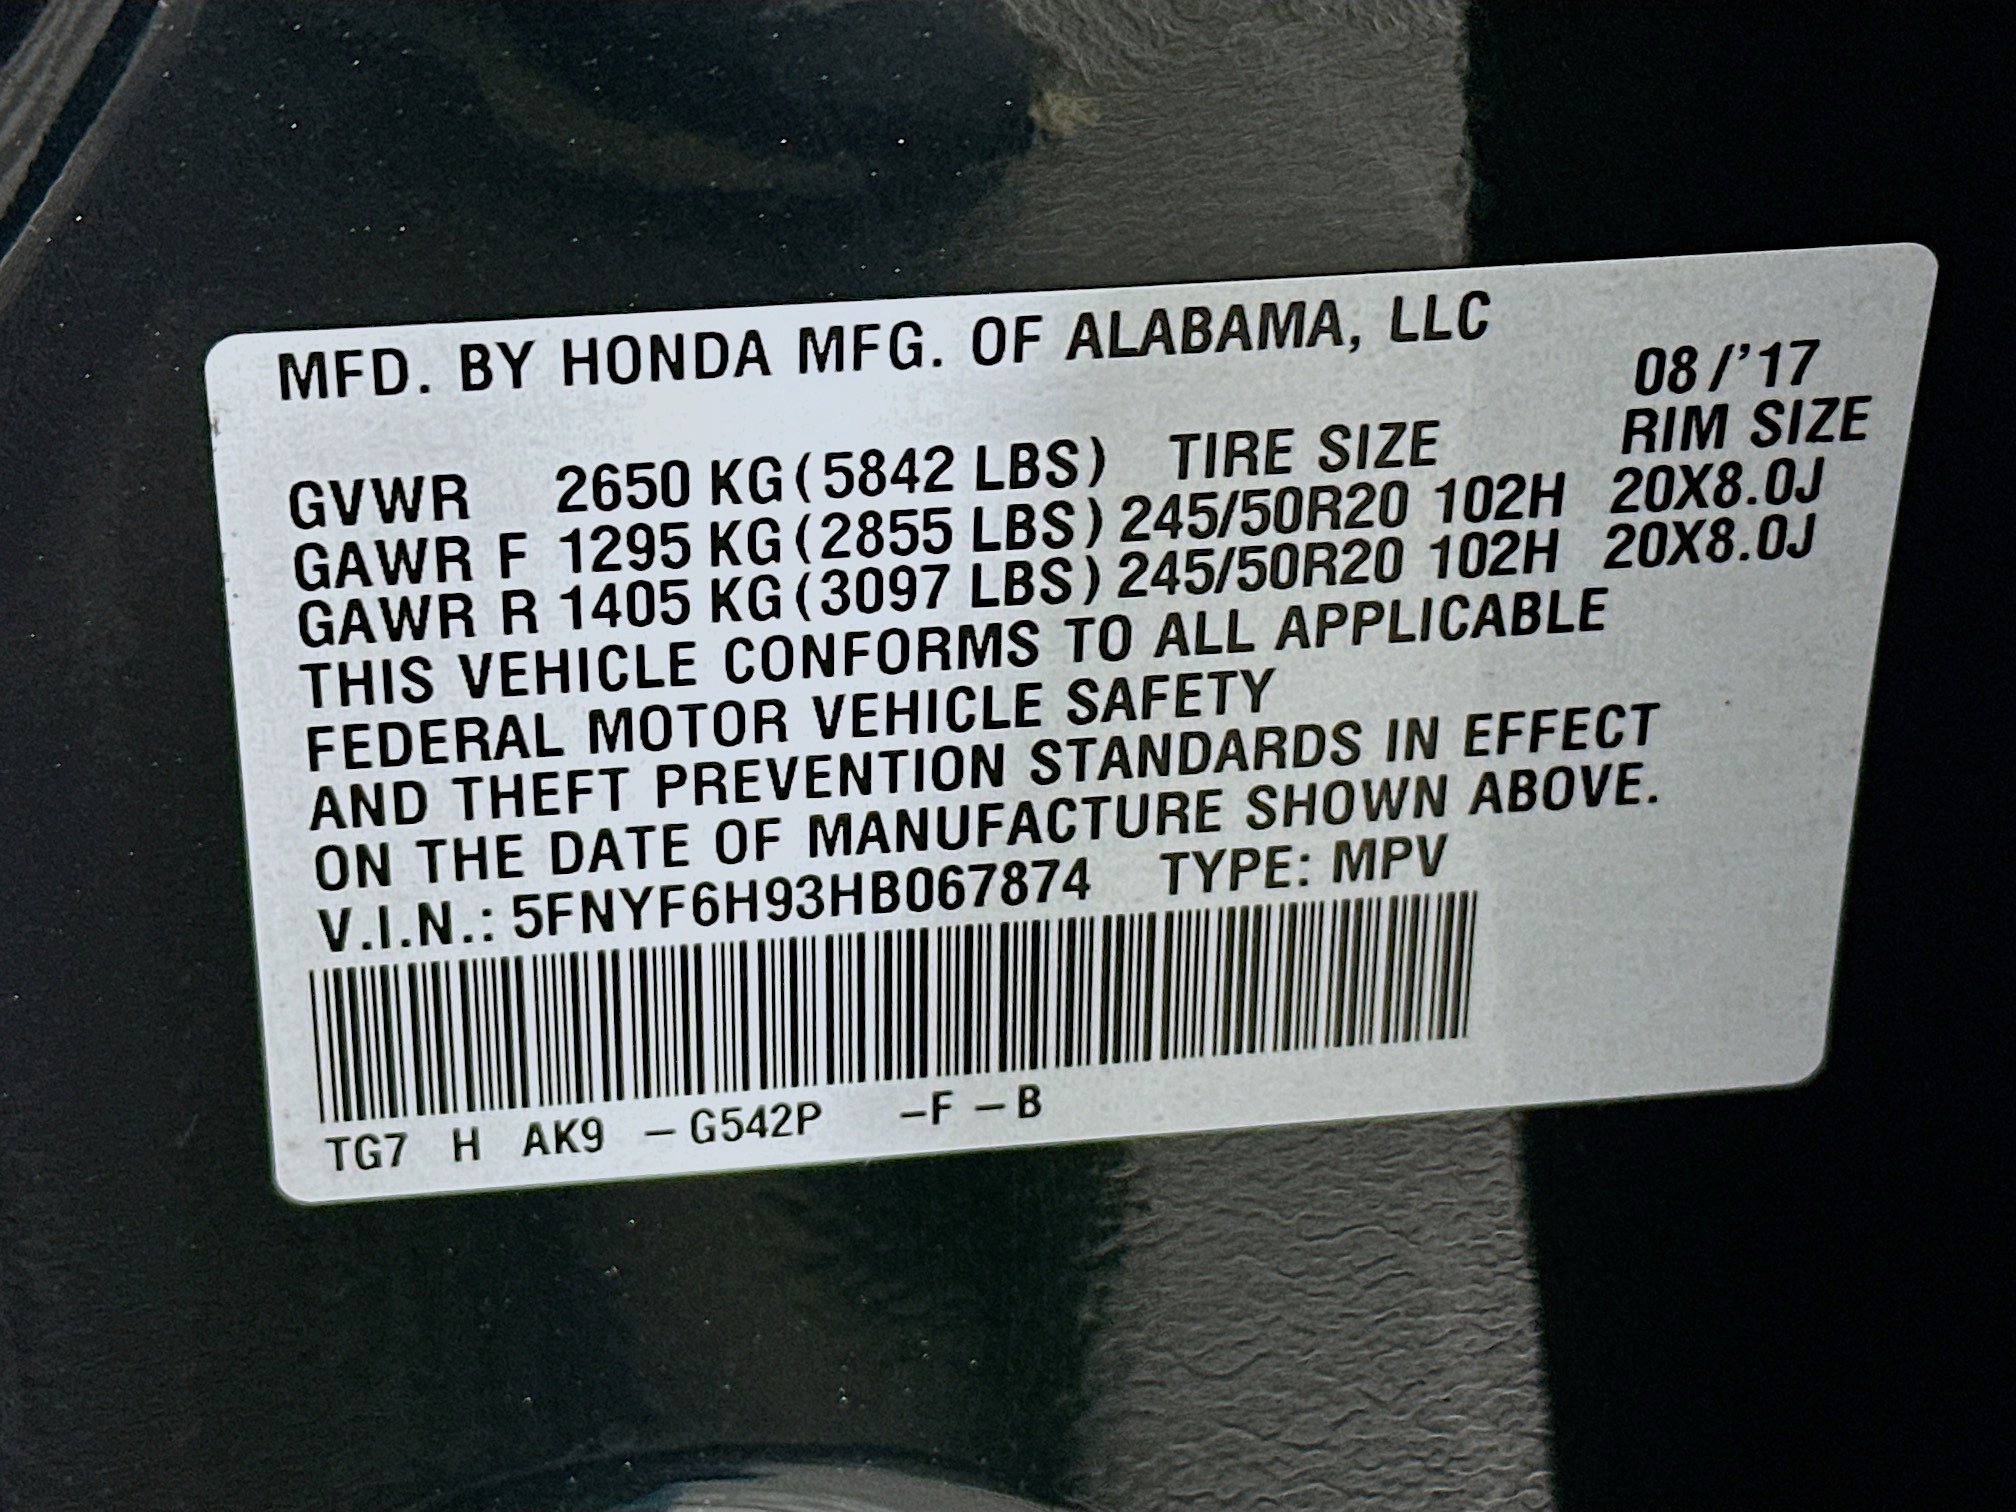 MFD. BY HONDA MFG. OF ALABAMA, LLC
08/'17
GVWR 2650 KG(5842 LBS) TIRE SIZE RIM SIZE
GAWR F 1295 KG(2855 LBS) 245/50R20 102H 20X8.0J
GAWR R 1405 KG(3097 LBS) 245/50R20 102H 20X8.0J
THIS VEHICLE CONFORMS TO ALL APPLICABLE
FEDERAL MOTOR VEHICLE SAFETY
AND THEFT PREVENTION STANDARDS IN EFFECT
ON THE DATE OF MANUFACTURE SHOWN ABOVE.
V.I.N.: 5FNYF6H93HB067874 TYPE: MPV
TG7 H AK9 –G542P –F –B